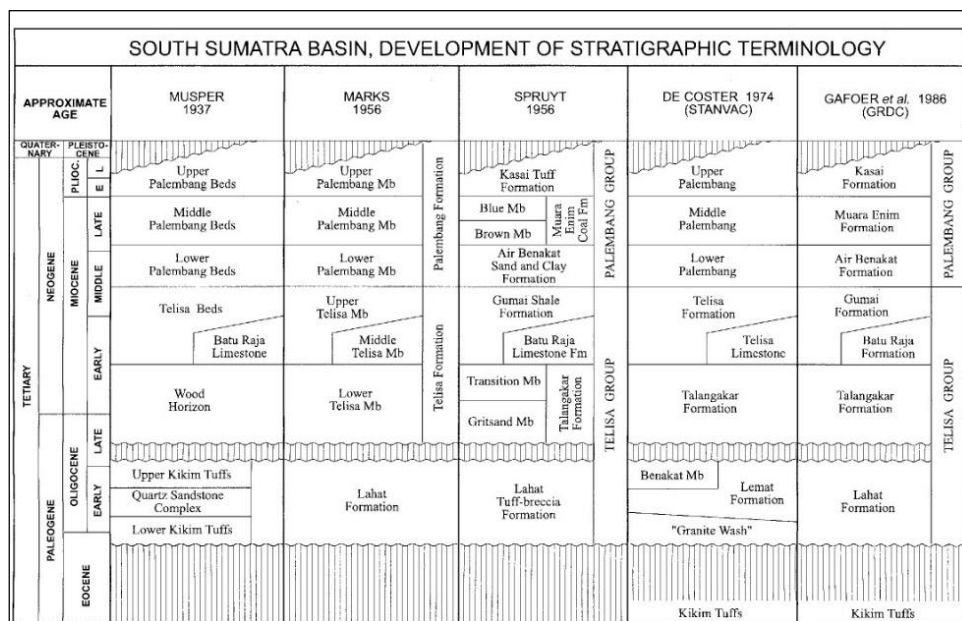 SOUTH SUMATRA BASIN, DEVELOPMENT OF STRATIGRAPHIC TERMINOLOGY
APPROXIMATE
AGE
MUSPER
1937
MARKS
1956
SPRUYT
1956
DE COSTER 1974
(STANVAC)
GAFOER et al. 1986
(GRDC)
QUATER-
NARY
PLEISTO-
CENE
TETIARY
NEOGENE
PALEOGENE
PLIOC.
MIOCENE
OLIGOCENE
EOCENE
L
E
LATE
MIDDLE
EARLY
LATE
EARLY
Upper
Palembang Beds
Middle
Palembang Beds
Lower
Palembang Beds
Telisa Beds
Batu Raja
Limestone
Wood
Horizon
Upper Kikim Tuffs
Quartz Sandstone
Complex
Lower Kikim Tuffs
Upper
Palembang Mb
Middle
Palembang Mb
Lower
Palembang Mb
Upper
Telisa Mb
Middle
Telisa Mb
Lower
Telisa Mb
Lahat
Formation
Palembang Formation
Telisa Formation
Kasai Tuff
Formation
Blue Mb
Brown Mb
Muara
Enim
Coal Fm
Air Benakat
Sand and Clay
Formation
Gumai Shale
Formation
Batu Raja
Limestone Fm
Transition Mb
Gritsand Mb
Talangakar
Formation
Lahat
Tuff-breccia
Formation
PALEMBANG GROUP
TELISA GROUP
Upper
Palembang
Middle
Palembang
Lower
Palembang
Telisa
Formation
Telisa
Limestone
Talangakar
Formation
Benakat Mb
Lemat
Formation
"Granite Wash"
Kikim Tuffs
Kasai
Formation
Muara Enim
Formation
Air Benakat
Formation
Gumai
Formation
Batu Raja
Formation
Talangakar
Formation
Lahat
Formation
Kikim Tuffs
PALEMBANG GROUP
TELISA GROUP